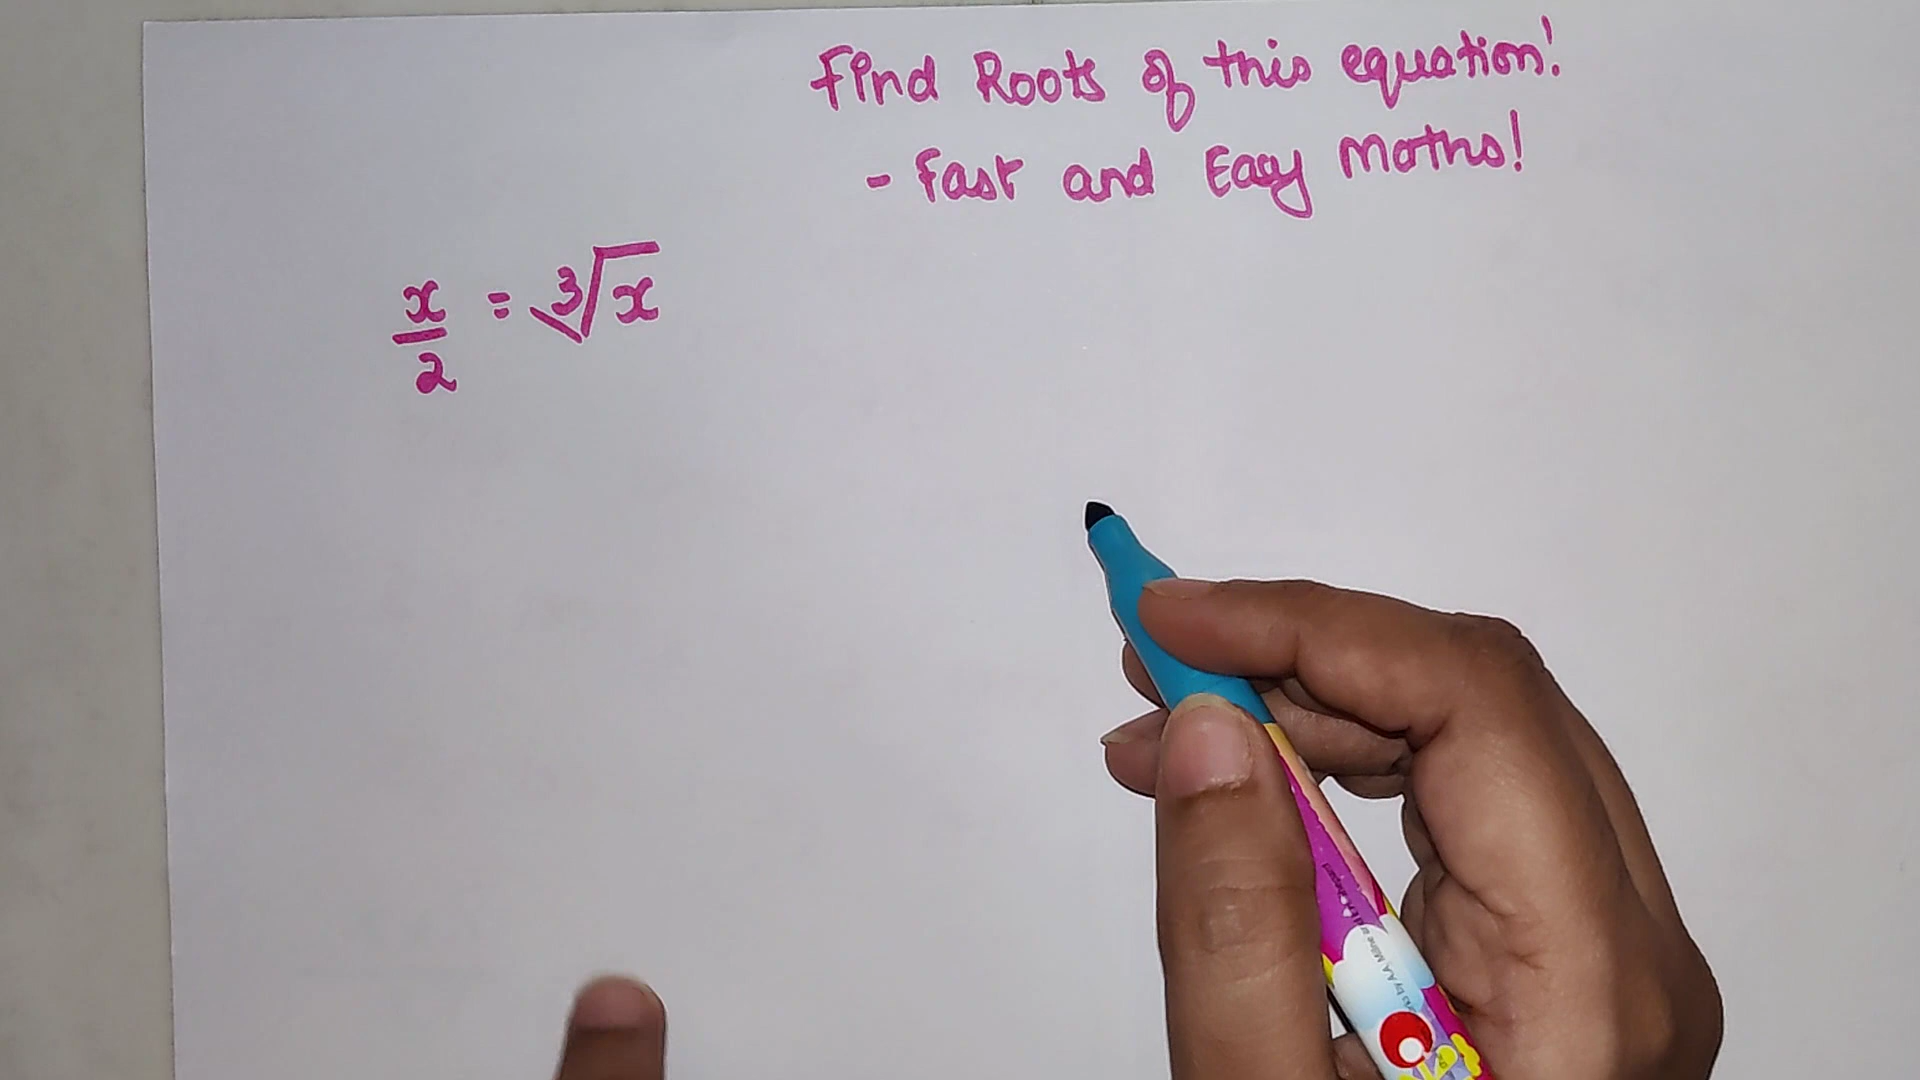 Find Roots of this equation!
- Fast and Easy Maths!
x/2 = ∛x